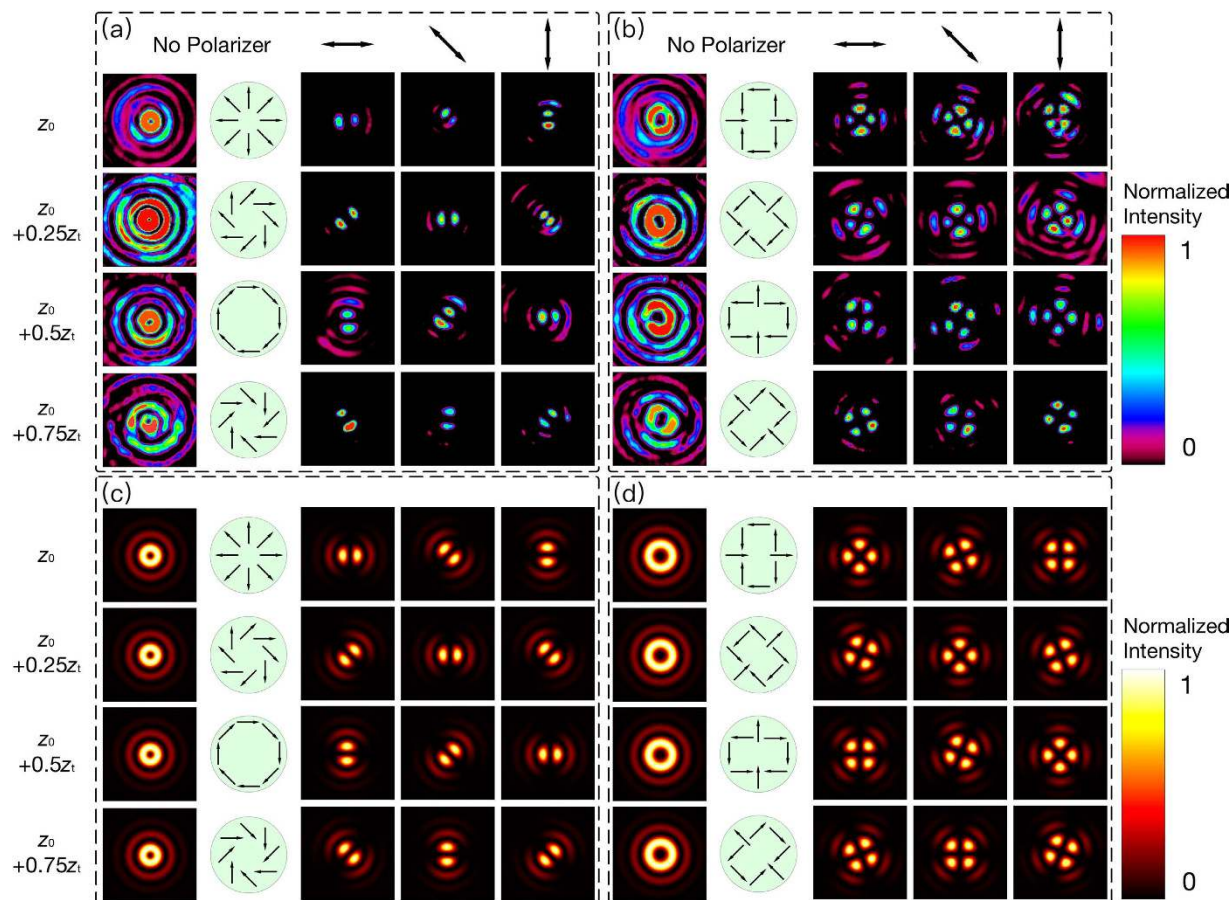 (a)
No Polarizer
(b)
No Polarizer
z₀
z₀
+0.25zₜ
z₀
+0.5zₜ
z₀
+0.75zₜ
Normalized
Intensity
1
0
(c)
(d)
z₀
z₀
+0.25zₜ
z₀
+0.5zₜ
z₀
+0.75zₜ
Normalized
Intensity
1
0